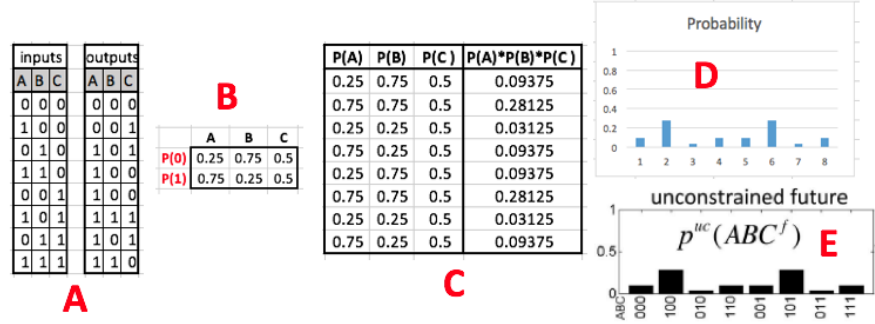 inputs outputs
A B C A B C
0 0 0 0 0 0
1 0 0 0 0 1
0 1 0 1 0 1
1 1 0 1 0 0
0 0 1 1 0 0
1 0 1 1 1 1
0 1 1 1 0 1
1 1 1 1 1 0
A
B
A B C
P(0) 0.25 0.75 0.5
P(1) 0.75 0.25 0.5
P(A) P(B) P(C ) P(A)*P(B)*P(C )
0.25 0.75 0.5 0.09375
0.75 0.75 0.5 0.28125
0.25 0.25 0.5 0.03125
0.75 0.25 0.5 0.09375
0.25 0.75 0.5 0.09375
0.75 0.75 0.5 0.28125
0.25 0.25 0.5 0.03125
0.75 0.25 0.5 0.09375
C
Probability
1
0.8
0.6
0.4
0.2
0
1 2 3 4 5 6 7 8
D
unconstrained future
1
0.5
0
p^{uc}(ABC^f)
E
ABC 000 100 010 110 001 101 011 111